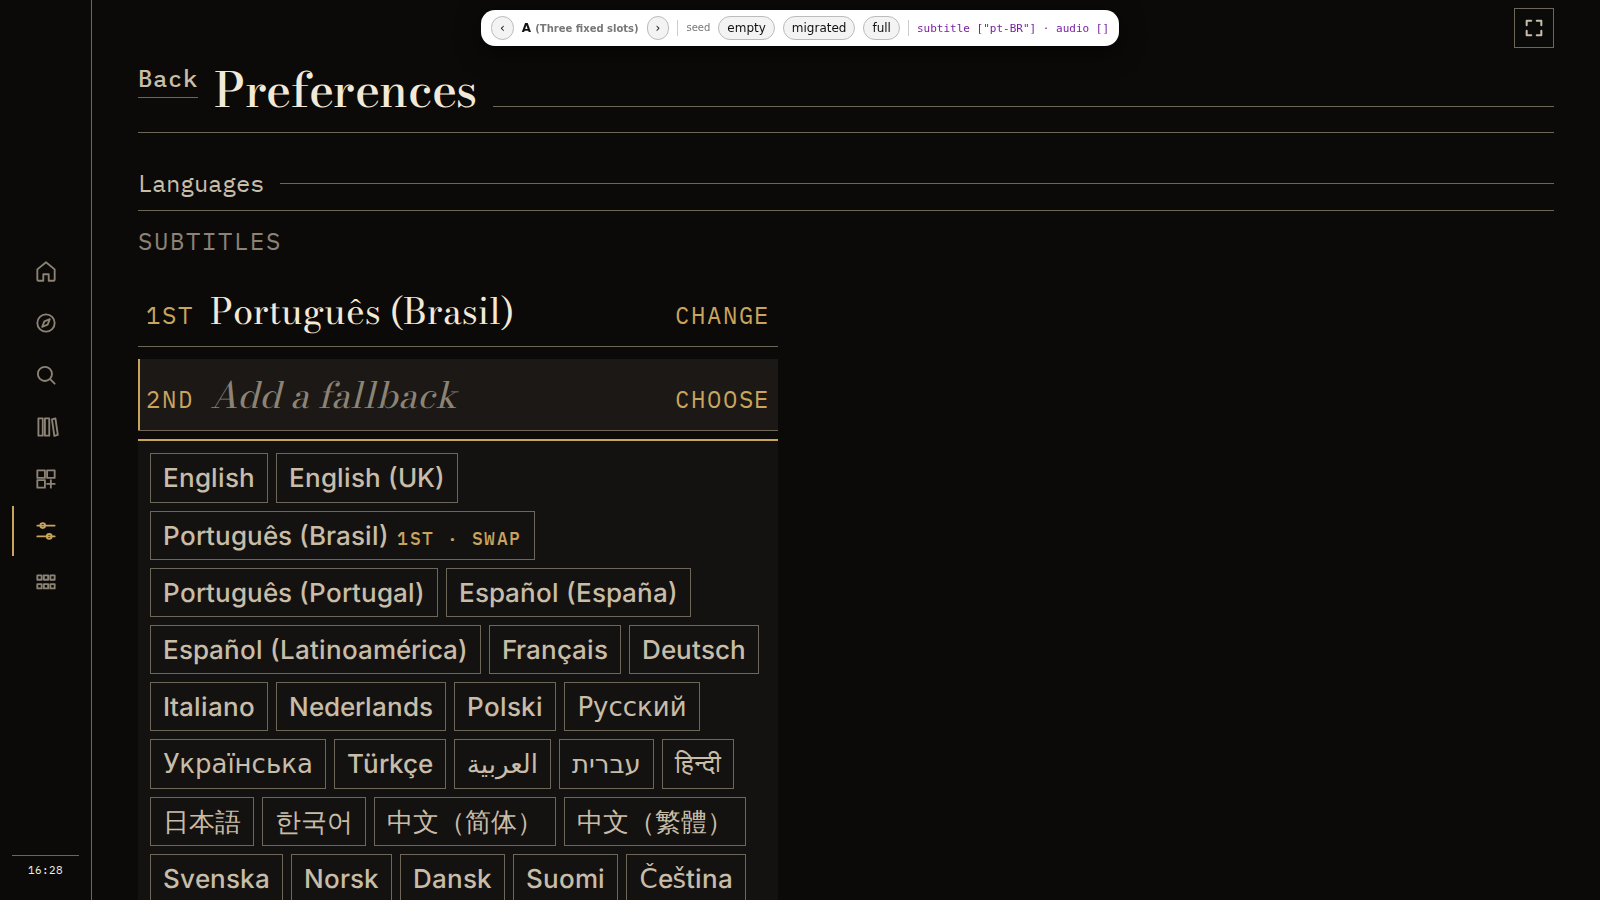 ‹ A (Three fixed slots) › seed empty migrated full subtitle ["pt-BR"] · audio []
Back Preferences
Languages
SUBTITLES
1ST Português (Brasil) CHANGE
2ND Add a fallback CHOOSE
English English (UK)
Português (Brasil) 1ST · SWAP
Português (Portugal) Español (España)
Español (Latinoamérica) Français Deutsch
Italiano Nederlands Polski Русский
Українська Türkçe العربية עברית हिन्दी
日本語 한국어 中文（简体） 中文（繁體）
Svenska Norsk Dansk Suomi Čeština
16:28